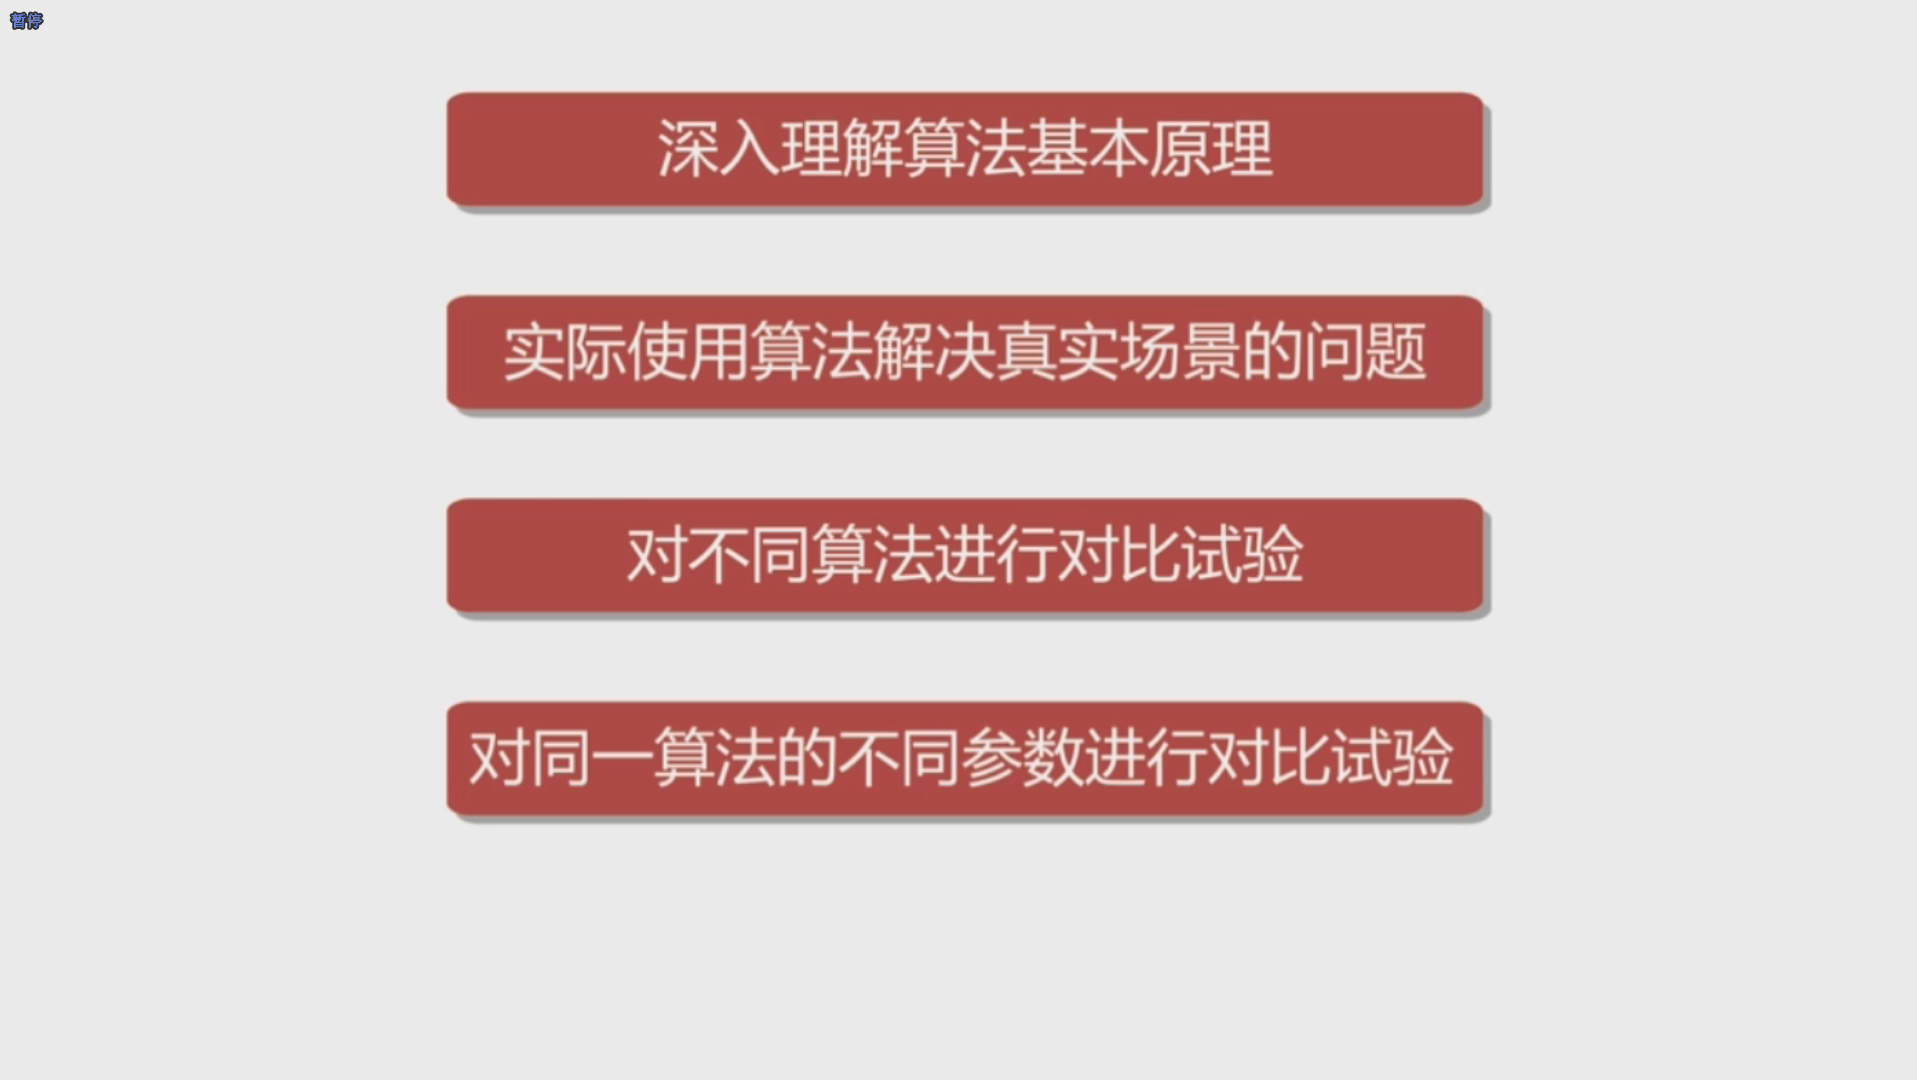 暂停
深入理解算法基本原理
实际使用算法解决真实场景的问题
对不同算法进行对比试验
对同一算法的不同参数进行对比试验